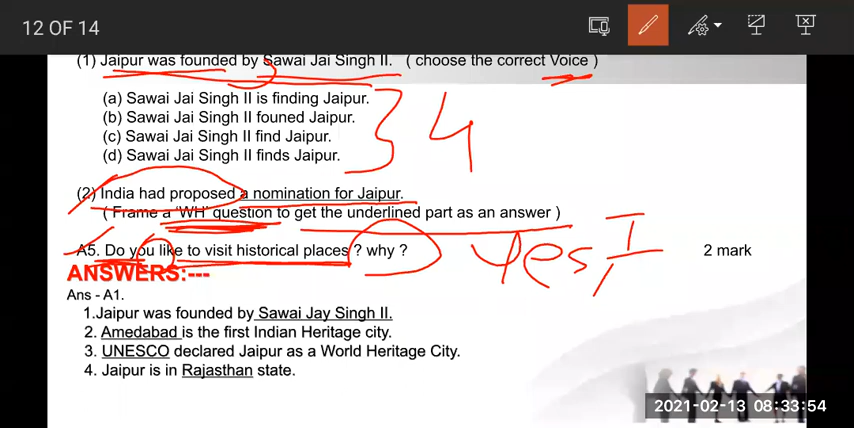 12 OF 14
(1) Jaipur was founded by Sawai Jai Singh II. ( choose the correct Voice )
(a) Sawai Jai Singh II is finding Jaipur.
(b) Sawai Jai Singh II founed Jaipur.
(c) Sawai Jai Singh II find Jaipur.
(d) Sawai Jai Singh II finds Jaipur.
3 4
(2) India had proposed a nomination for Jaipur.
( Frame a 'WH' question to get the underlined part as an answer )
A5. Do you like to visit historical places ? why ? 2 mark
Yes, I
ANSWERS:---
Ans - A1.
1.Jaipur was founded by Sawai Jay Singh II.
2. Amedabad is the first Indian Heritage city.
3. UNESCO declared Jaipur as a World Heritage City.
4. Jaipur is in Rajasthan state.
2021-02-13 08:33:54